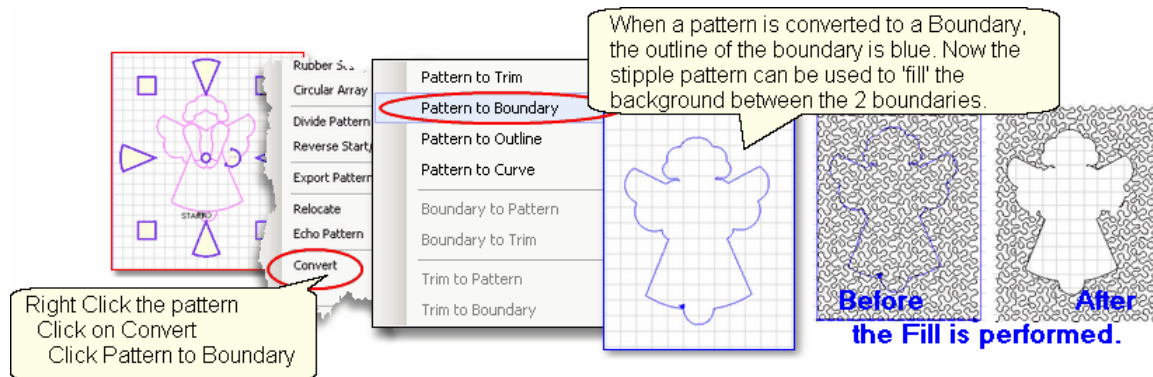 When a pattern is converted to a Boundary,
the outline of the boundary is blue. Now the
stipple pattern can be used to 'fill' the
background between the 2 boundaries.
Rubber
Circular Array
Divide Pattern
Reverse Start/
Export Pattern
Relocate
Echo Pattern
Convert
Pattern to Trim
Pattern to Boundary
Pattern to Outline
Pattern to Curve
Boundary to Pattern
Boundary to Trim
Trim to Pattern
Trim to Boundary
Right Click the pattern
Click on Convert
Click Pattern to Boundary
Before
After
the Fill is performed.